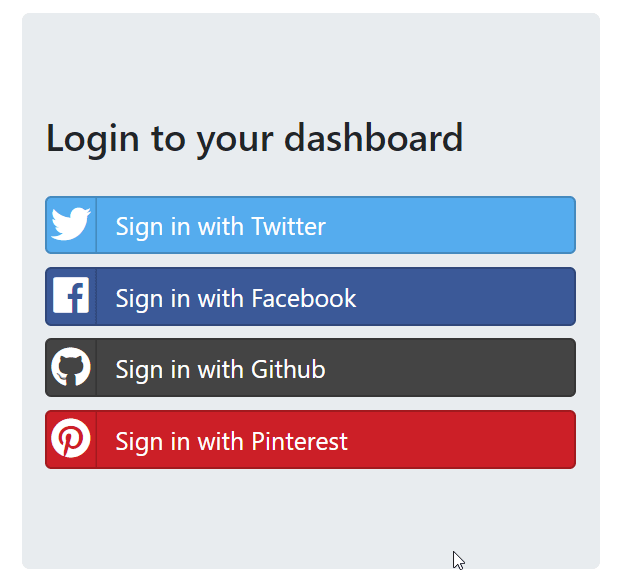 Login to your dashboard
Sign in with Twitter
Sign in with Facebook
Sign in with Github
Sign in with Pinterest